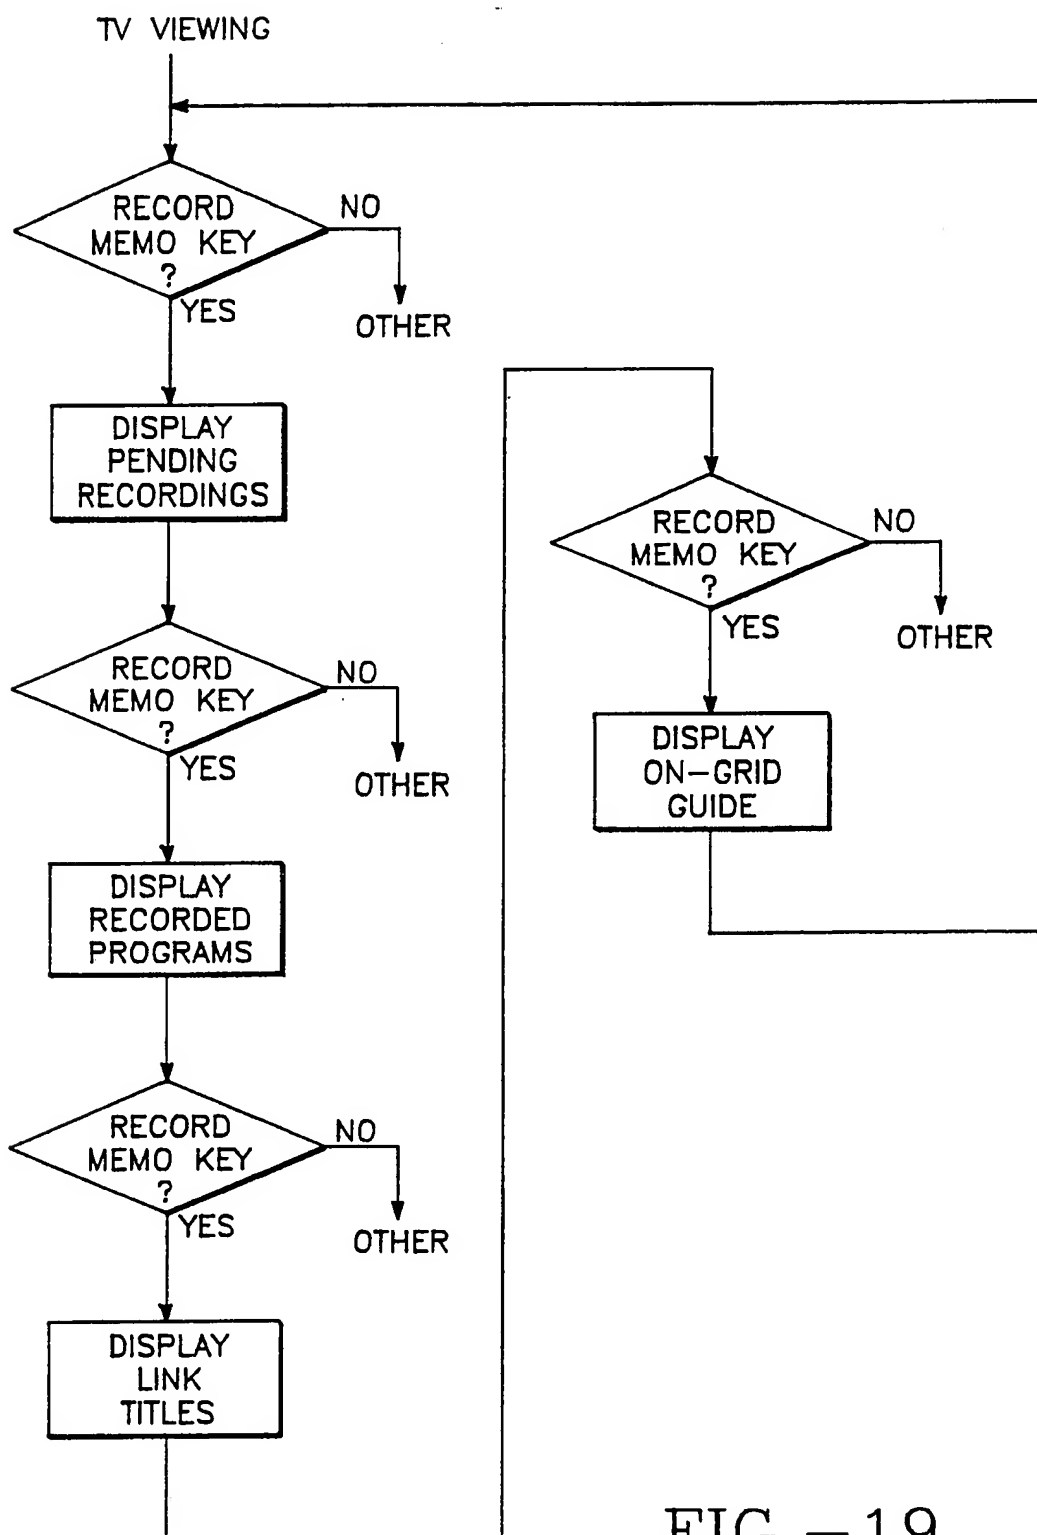 TV VIEWING
RECORD
MEMO KEY
?
NO
YES
OTHER
DISPLAY
PENDING
RECORDINGS
RECORD
MEMO KEY
?
NO
YES
OTHER
DISPLAY
RECORDED
PROGRAMS
RECORD
MEMO KEY
?
NO
YES
OTHER
DISPLAY
LINK
TITLES
RECORD
MEMO KEY
?
NO
YES
OTHER
DISPLAY
ON-GRID
GUIDE
FIG.-19